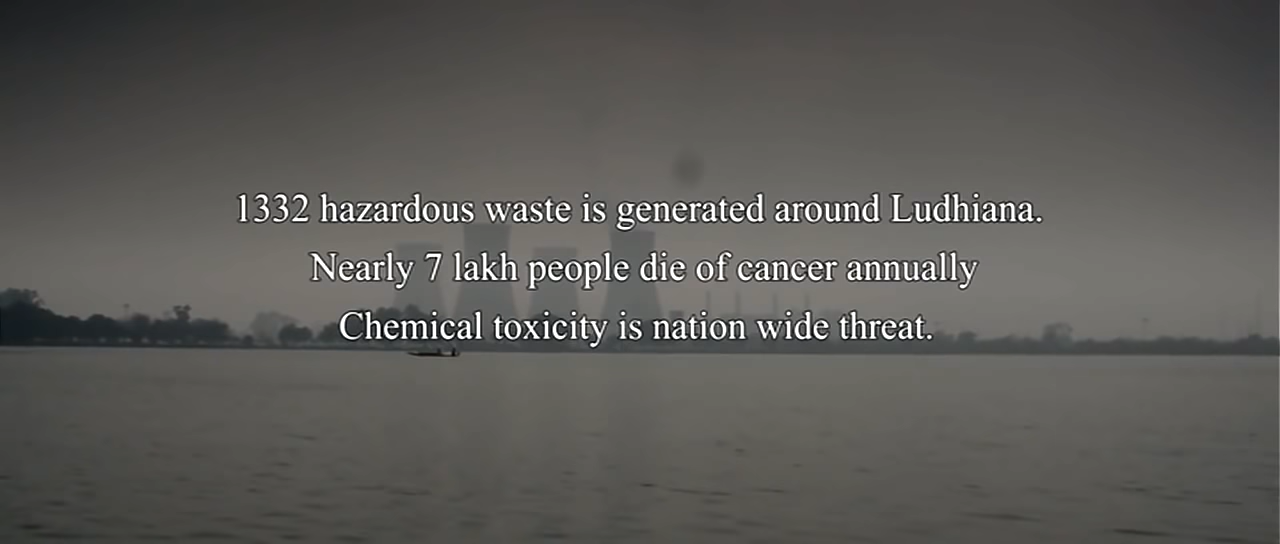 1332 hazardous waste is generated around Ludhiana.
Nearly 7 lakh people die of cancer annually
Chemical toxicity is nation wide threat.